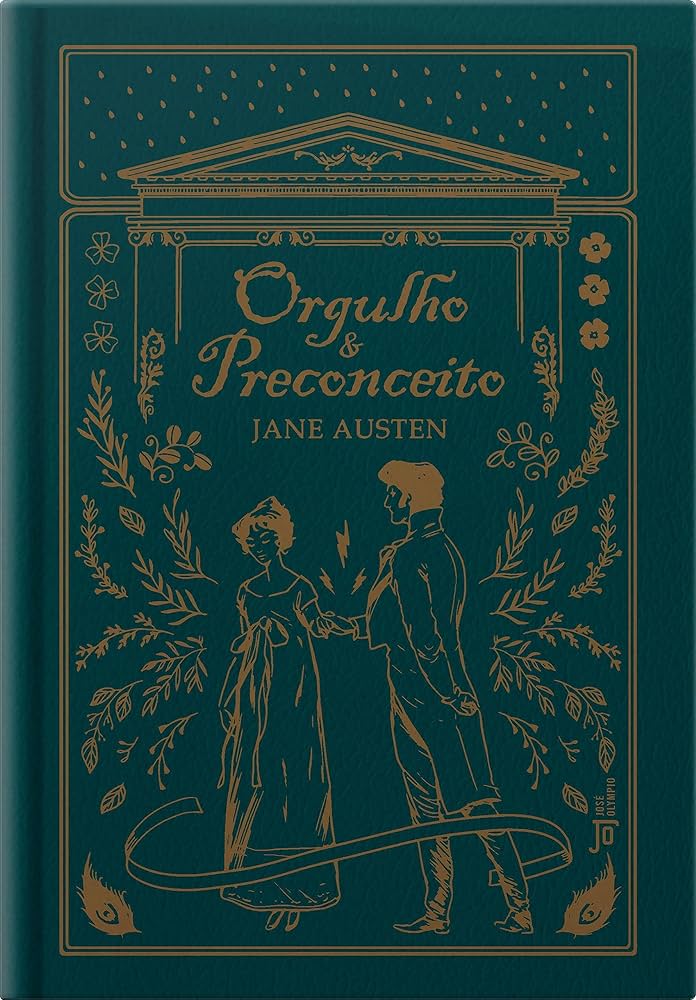 Orgulho
&
Preconceito
JANE AUSTEN
JOSÉ
OLYMPIO
JO